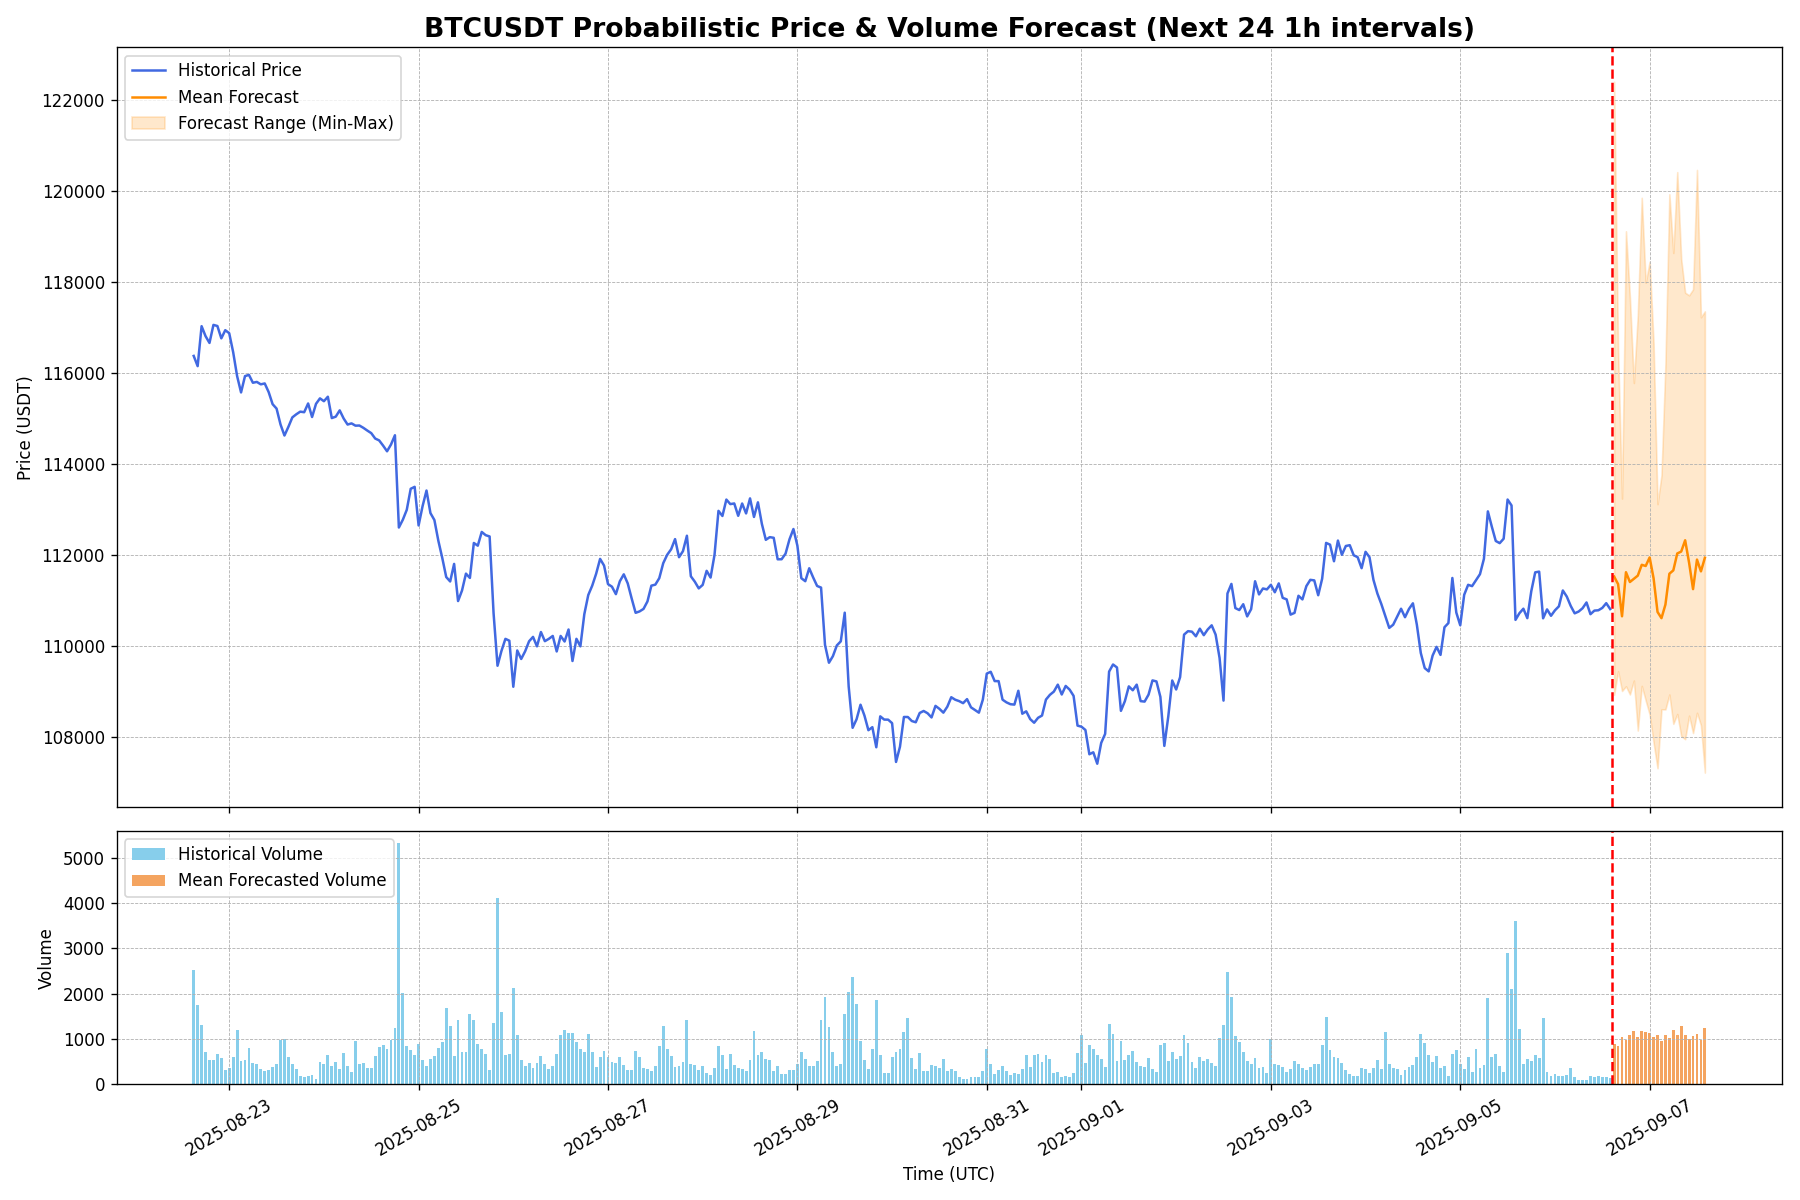 BTCUSDT Probabilistic Price & Volume Forecast (Next 24 1h intervals)
Historical Price
Mean Forecast
Forecast Range (Min-Max)
122000
120000
118000
116000
114000
112000
110000
108000
Price (USDT)
Historical Volume
Mean Forecasted Volume
5000
4000
3000
2000
1000
0
Volume
2025-08-23
2025-08-25
2025-08-27
2025-08-29
2025-08-31
2025-09-01
2025-09-03
2025-09-05
2025-09-07
Time (UTC)